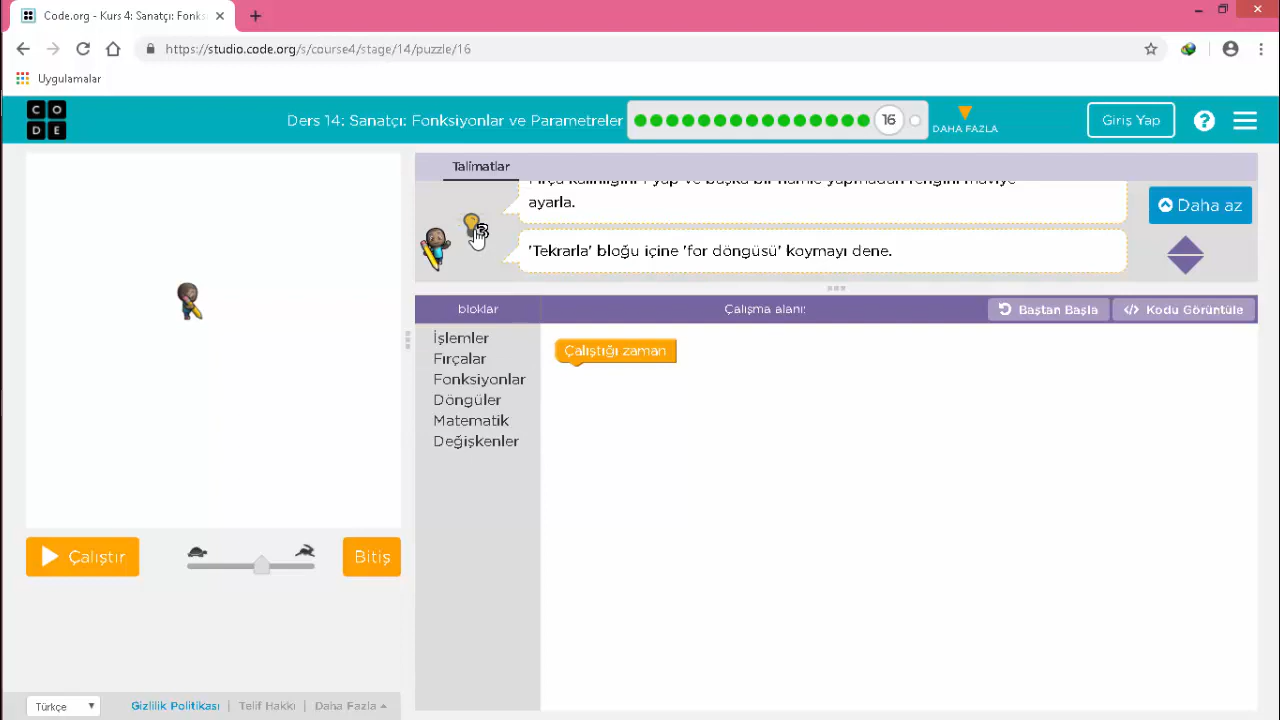 Code.org - Kurs 4: Sanatçı: Fonks
https://studio.code.org/s/course4/stage/14/puzzle/16
Uygulamalar
C O
D E
Ders 14: Sanatçı: Fonksiyonlar ve Parametreler
16
DAHA FAZLA
Giriş Yap
?
Talimatlar
ayarla.
'Tekrarla' bloğu içine 'for döngüsü' koymayı dene.
Daha az
3
bloklar
Çalışma alanı:
Baştan Başla
Kodu Görüntüle
İşlemler
Fırçalar
Fonksiyonlar
Döngüler
Matematik
Değişkenler
Çalıştığı zaman
Çalıştır
Bitiş
Türkçe
Gizlilik Politikası | Telif Hakkı | Daha Fazla